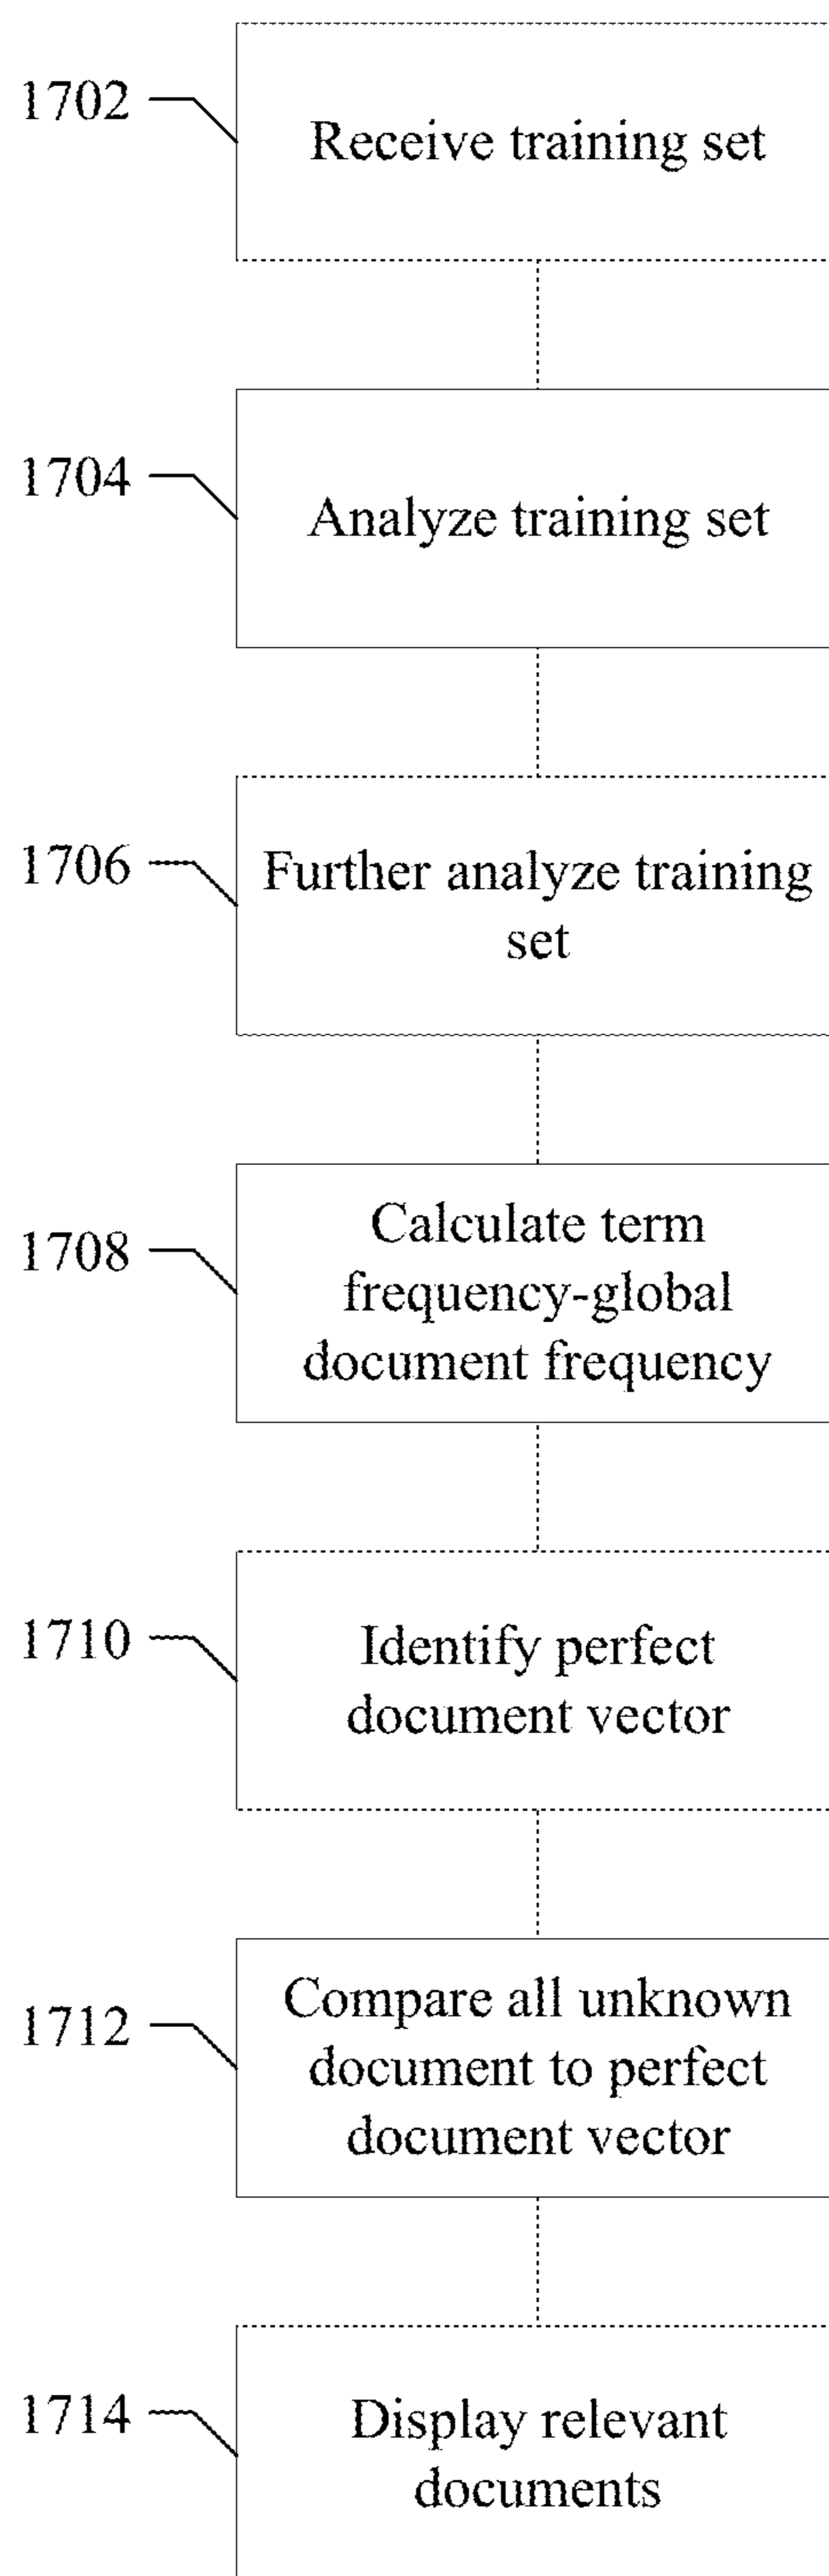 1702
Receive training set
1704
Analyze training set
1706
Further analyze training
set
1708
Calculate term
frequency-global
document frequency
1710
Identify perfect
document vector
1712
Compare all unknown
document to perfect
document vector
1714
Display relevant
documents